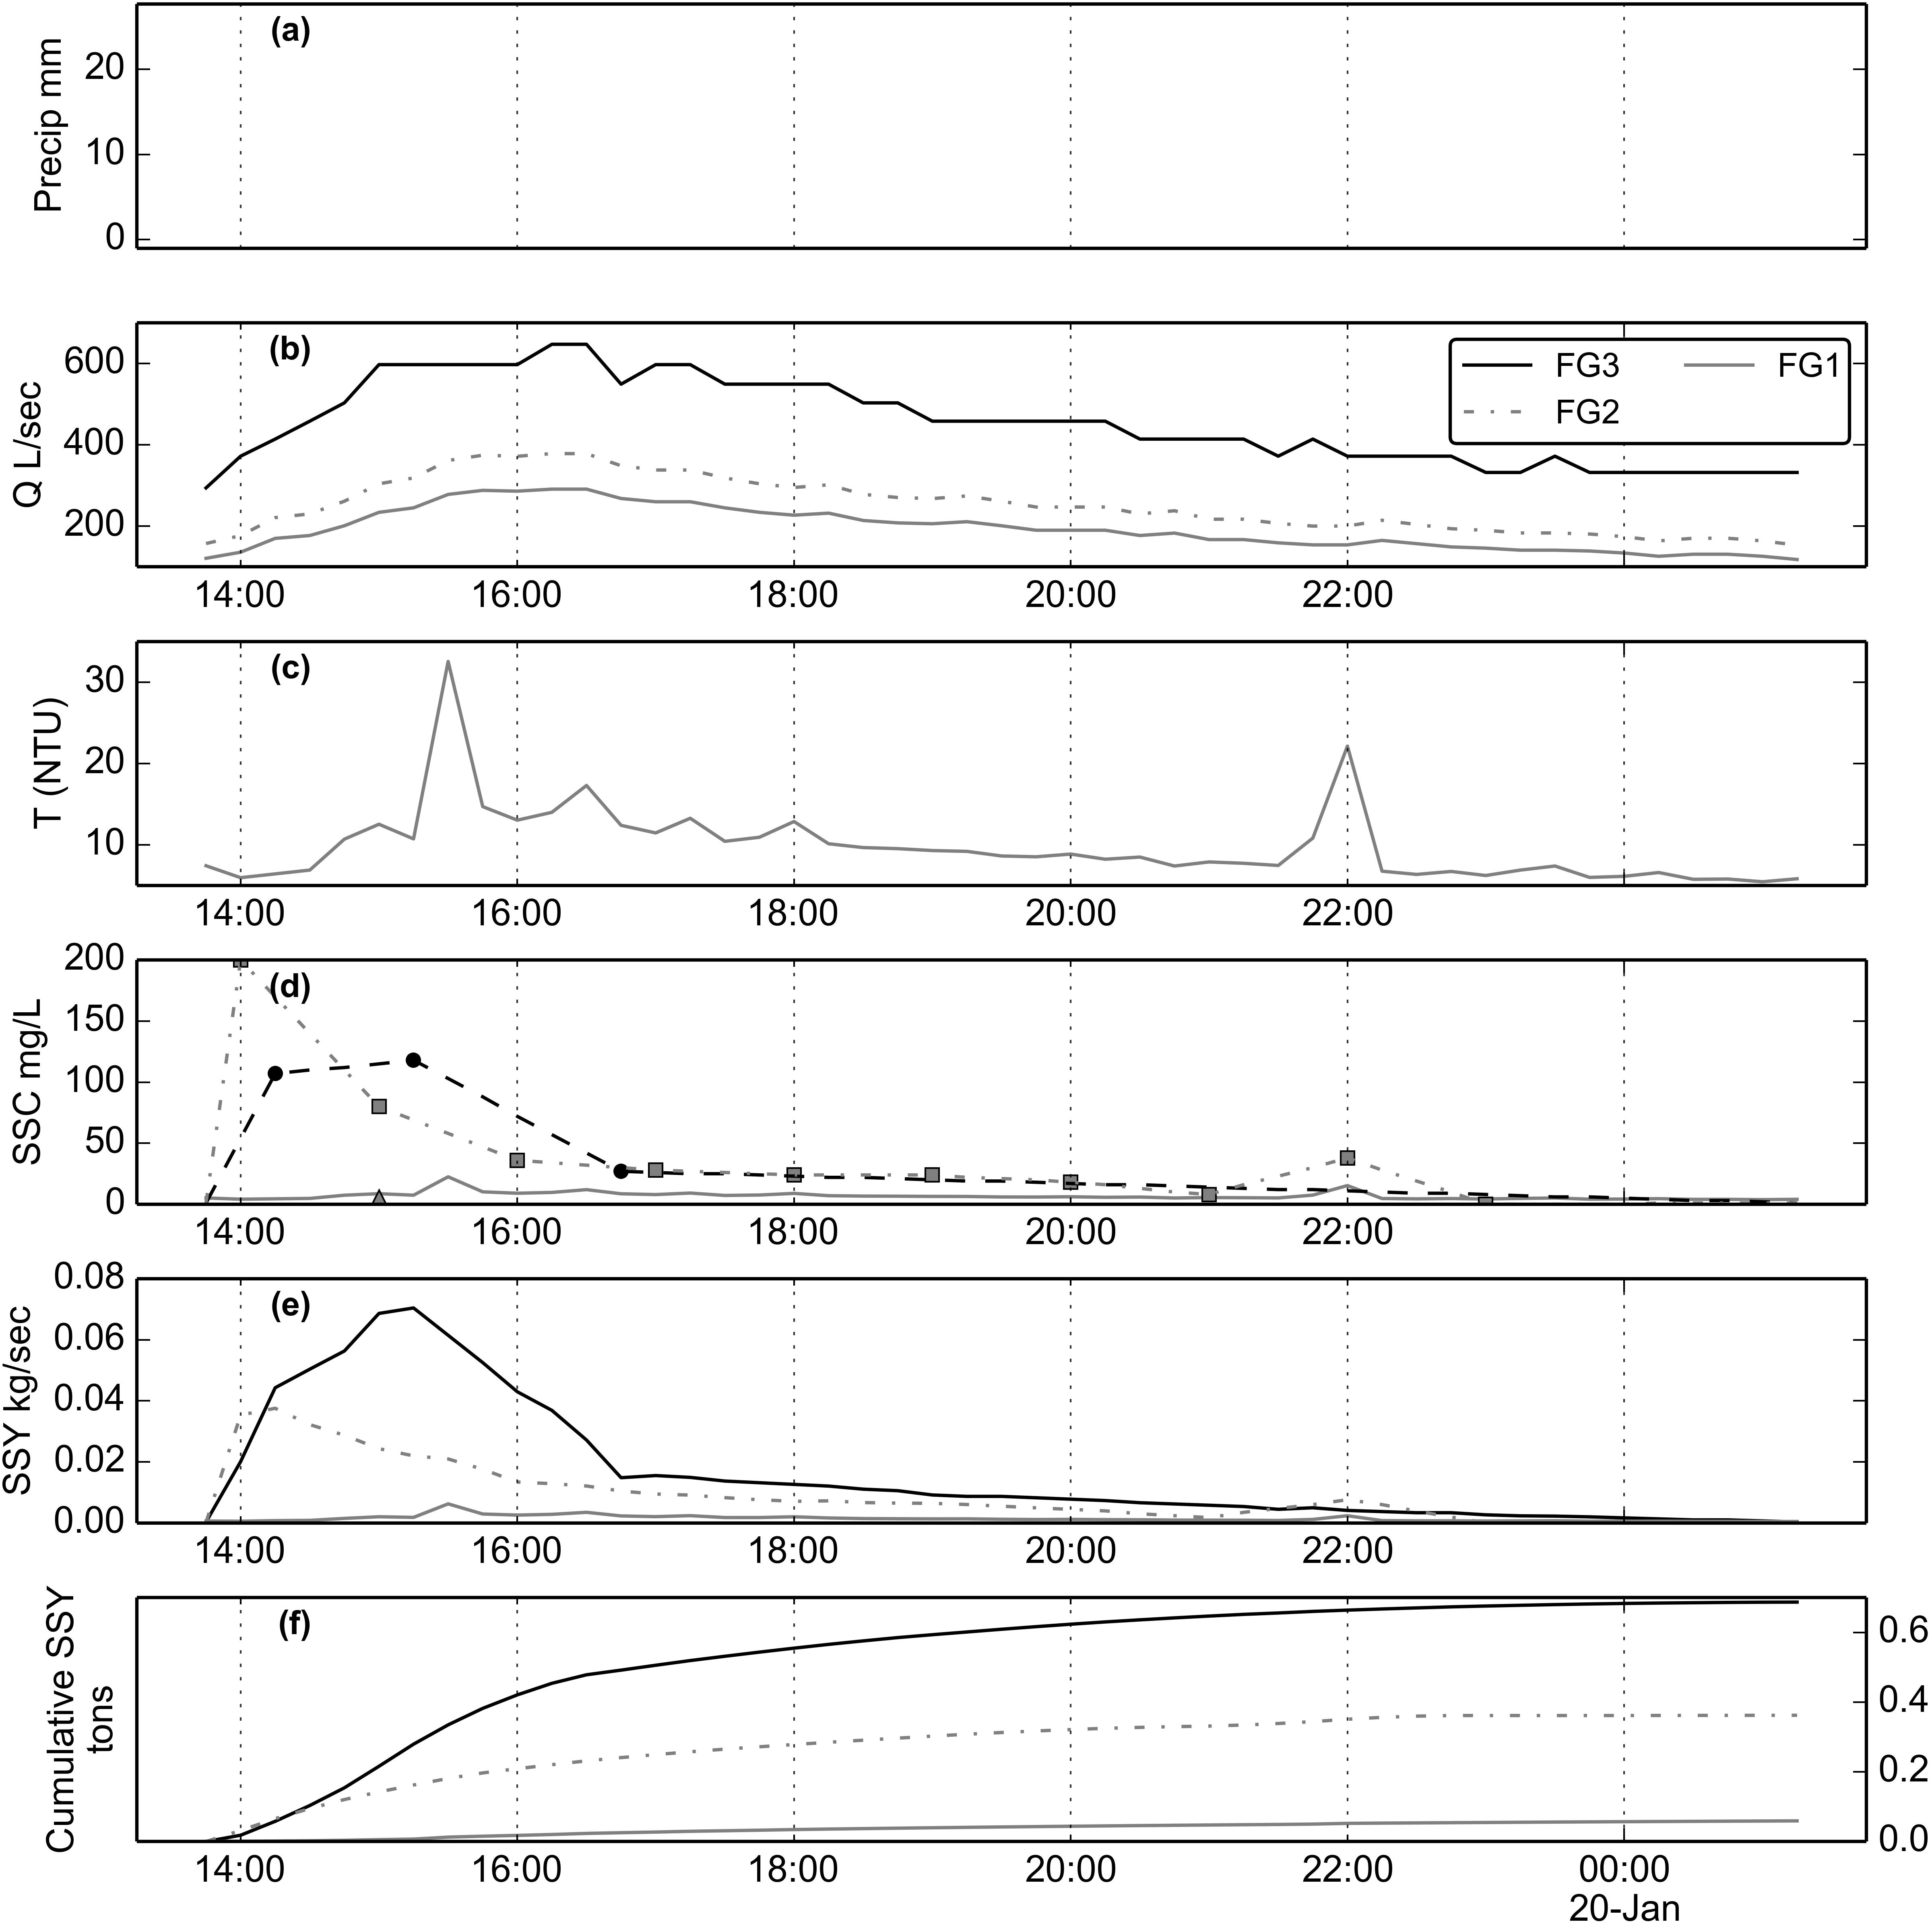 (a)
Precip mm
20
10
0
(b)
Q L/sec
600
400
200
FG3
FG1
FG2
14:00 16:00 18:00 20:00 22:00
(c)
T (NTU)
30
20
10
14:00 16:00 18:00 20:00 22:00
(d)
SSC mg/L
200
150
100
50
0
14:00 16:00 18:00 20:00 22:00
(e)
SSY kg/sec
0.08
0.06
0.04
0.02
0.00
14:00 16:00 18:00 20:00 22:00
(f)
Cumulative SSY
tons
0.6
0.4
0.2
0.0
14:00 16:00 18:00 20:00 22:00 00:00
20-Jan